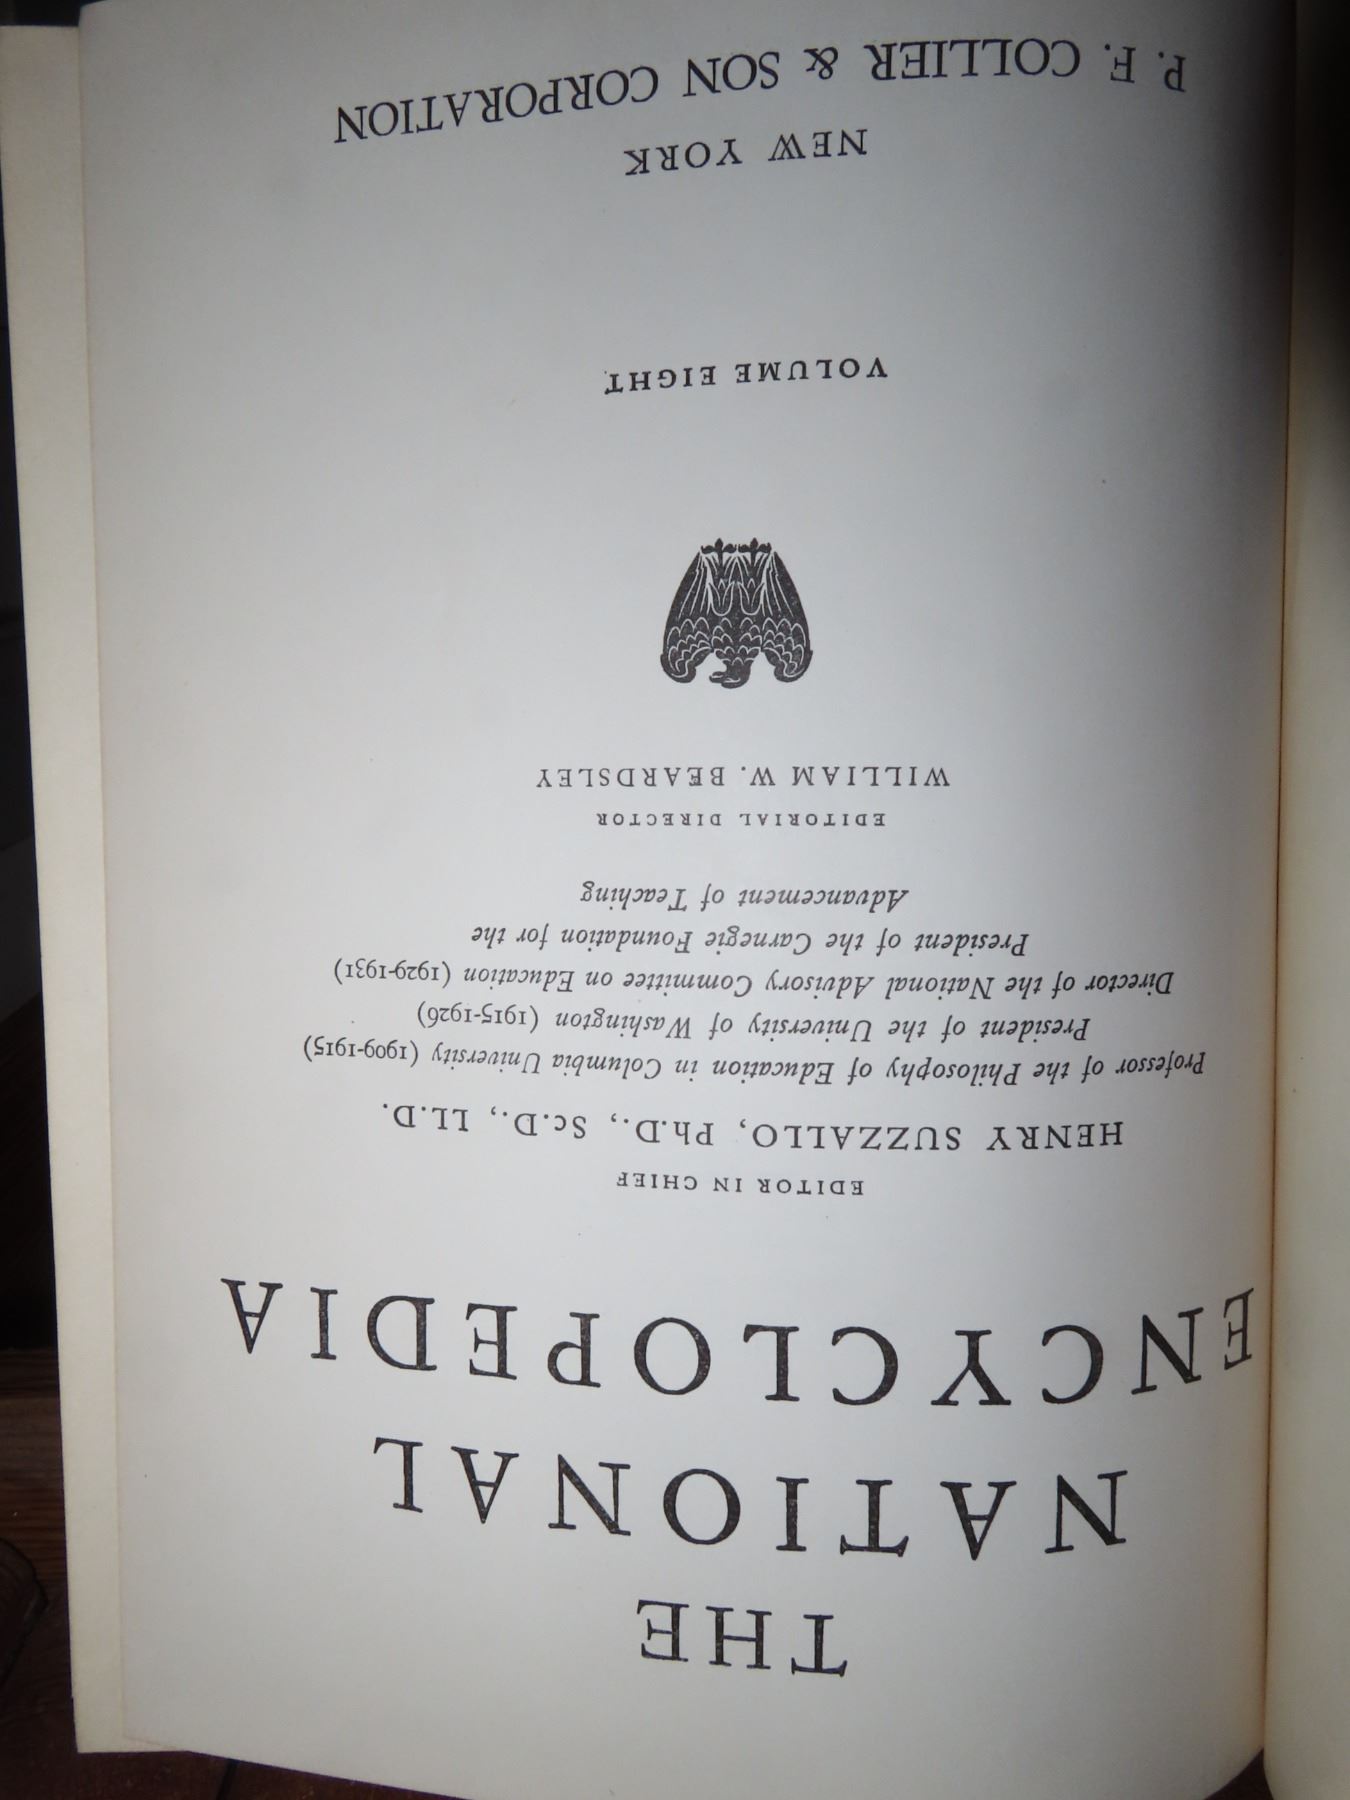 THE
NATIONAL
ENCYCLOPEDIA
EDITOR IN CHIEF
HENRY SUZZALLO, Ph.D., Sc.D., LL.D.
Professor of the Philosophy of Education in Columbia University (1909-1915)
President of the University of Washington (1915-1926)
Director of the National Advisory Committee on Education (1929-1931)
President of the Carnegie Foundation for the
Advancement of Teaching
EDITORIAL DIRECTOR
WILLIAM W. BEARDSLEY
VOLUME EIGHT
NEW YORK
P. F. COLLIER & SON CORPORATION